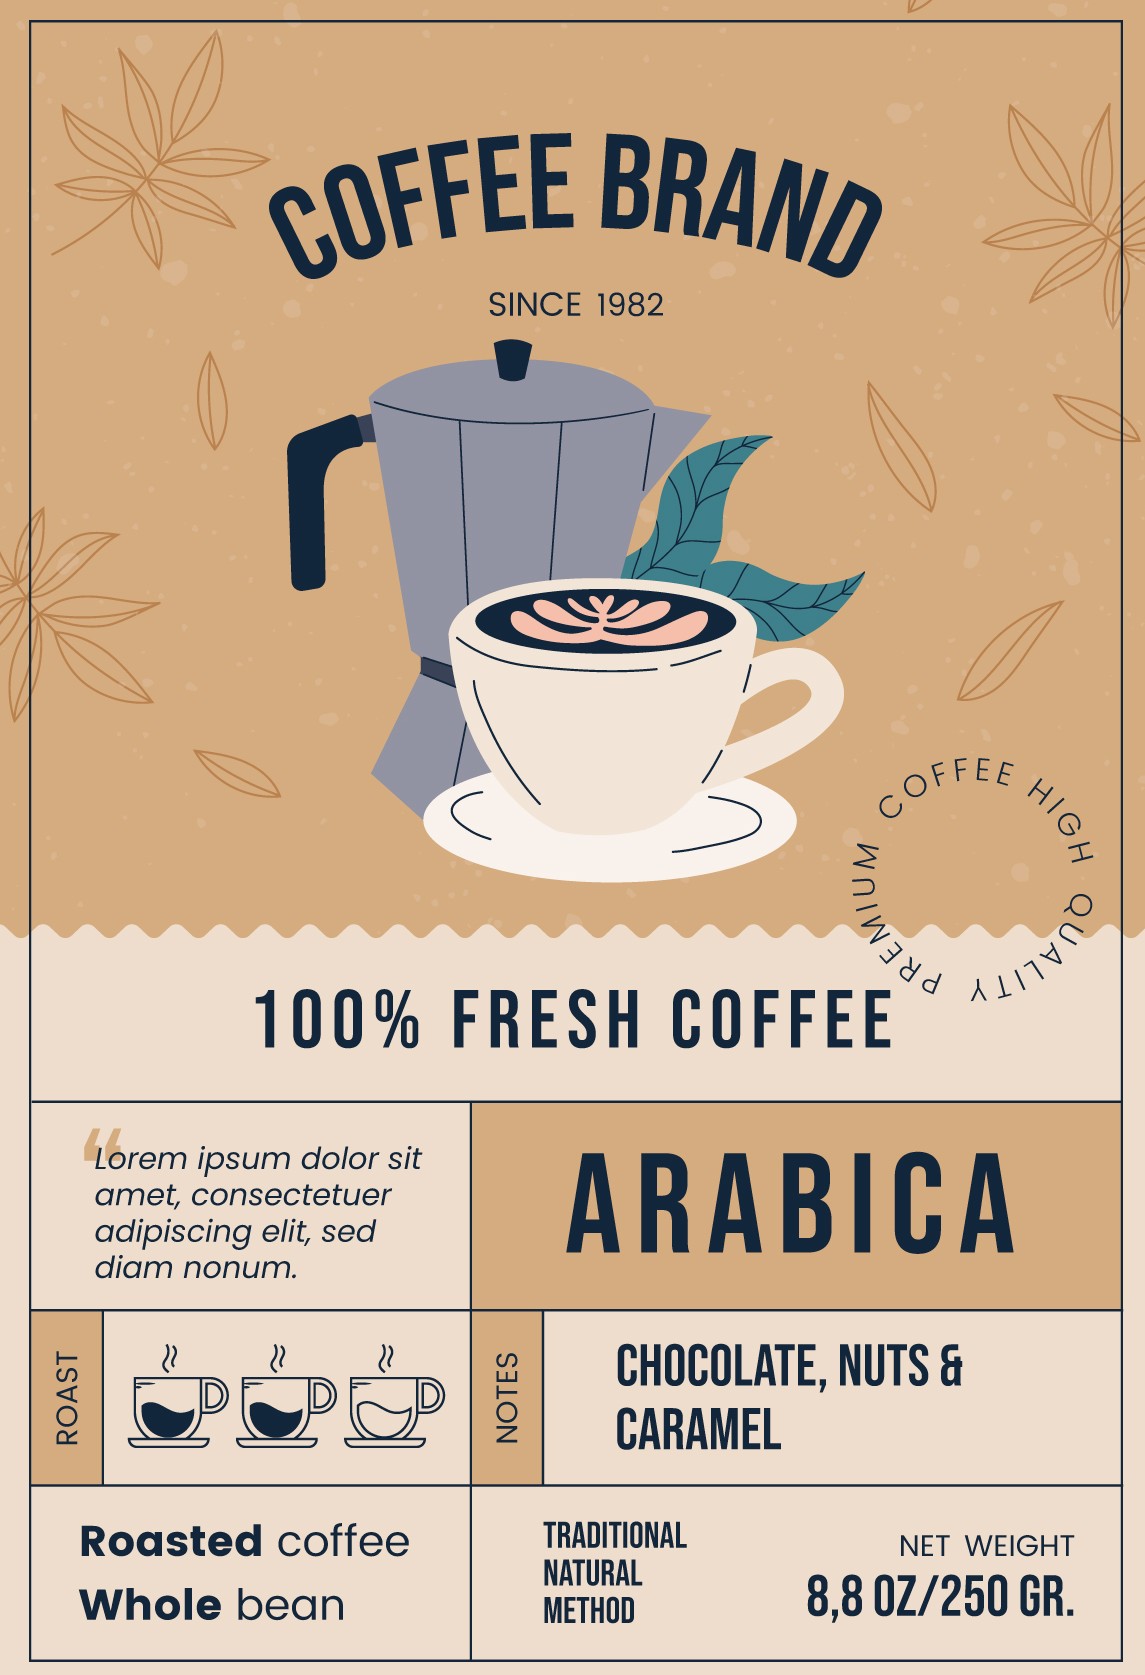 COFFEE BRAND
SINCE 1982
PREMIUM COFFEE HIGH QUALITY
100% FRESH COFFEE
“Lorem ipsum dolor sit
amet, consectetuer
adipiscing elit, sed
diam nonum.
ARABICA
ROAST
NOTES
CHOCOLATE, NUTS &
CARAMEL
Roasted coffee
Whole bean
TRADITIONAL
NATURAL
METHOD
NET WEIGHT
8,8 OZ/250 GR.